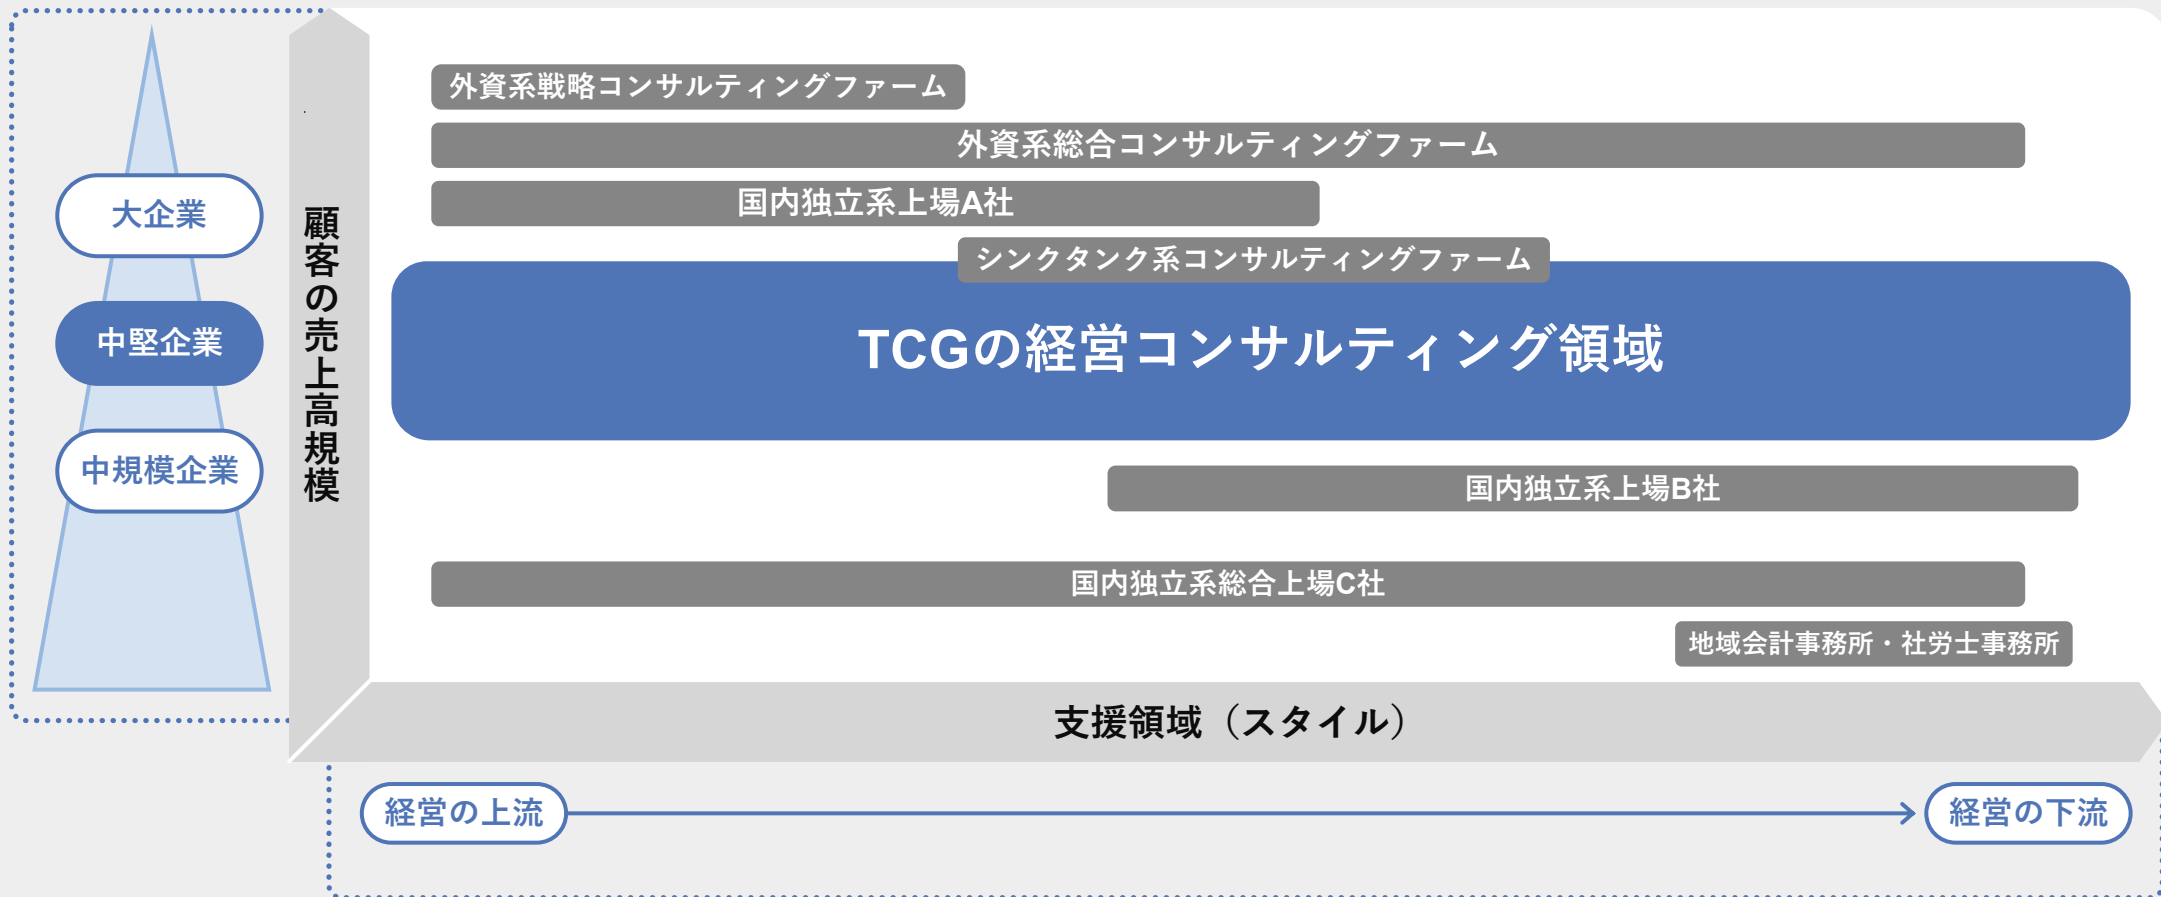 大企業
中堅企業
中規模企業
顧客の売上高規模
外資系戦略コンサルティングファーム
外資系総合コンサルティングファーム
国内独立系上場A社
シンクタンク系コンサルティングファーム
TCGの経営コンサルティング領域
国内独立系上場B社
国内独立系総合上場C社
地域会計事務所・社労士事務所
支援領域（スタイル）
経営の上流
経営の下流